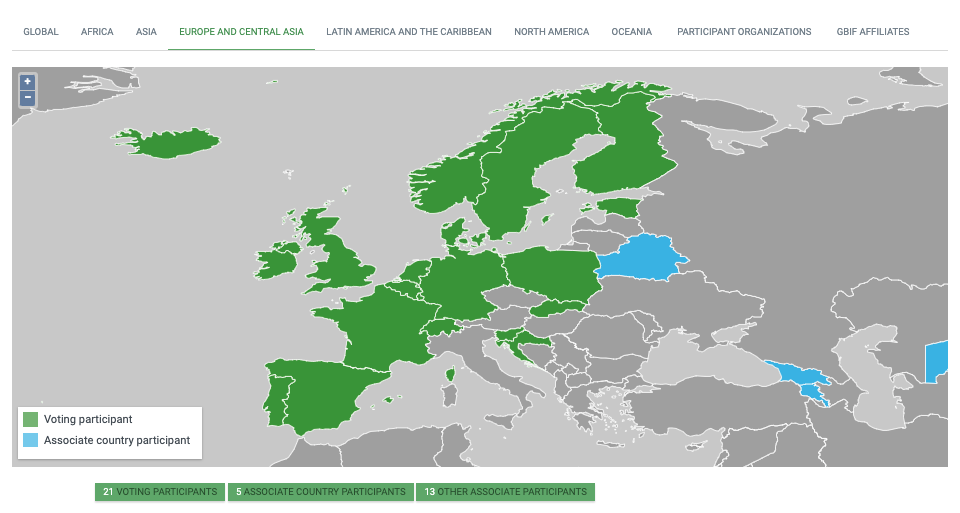 GLOBAL AFRICA ASIA EUROPE AND CENTRAL ASIA LATIN AMERICA AND THE CARIBBEAN NORTH AMERICA OCEANIA PARTICIPANT ORGANIZATIONS GBIF AFFILIATES
+
−
Voting participant
Associate country participant
21 VOTING PARTICIPANTS 5 ASSOCIATE COUNTRY PARTICIPANTS 13 OTHER ASSOCIATE PARTICIPANTS